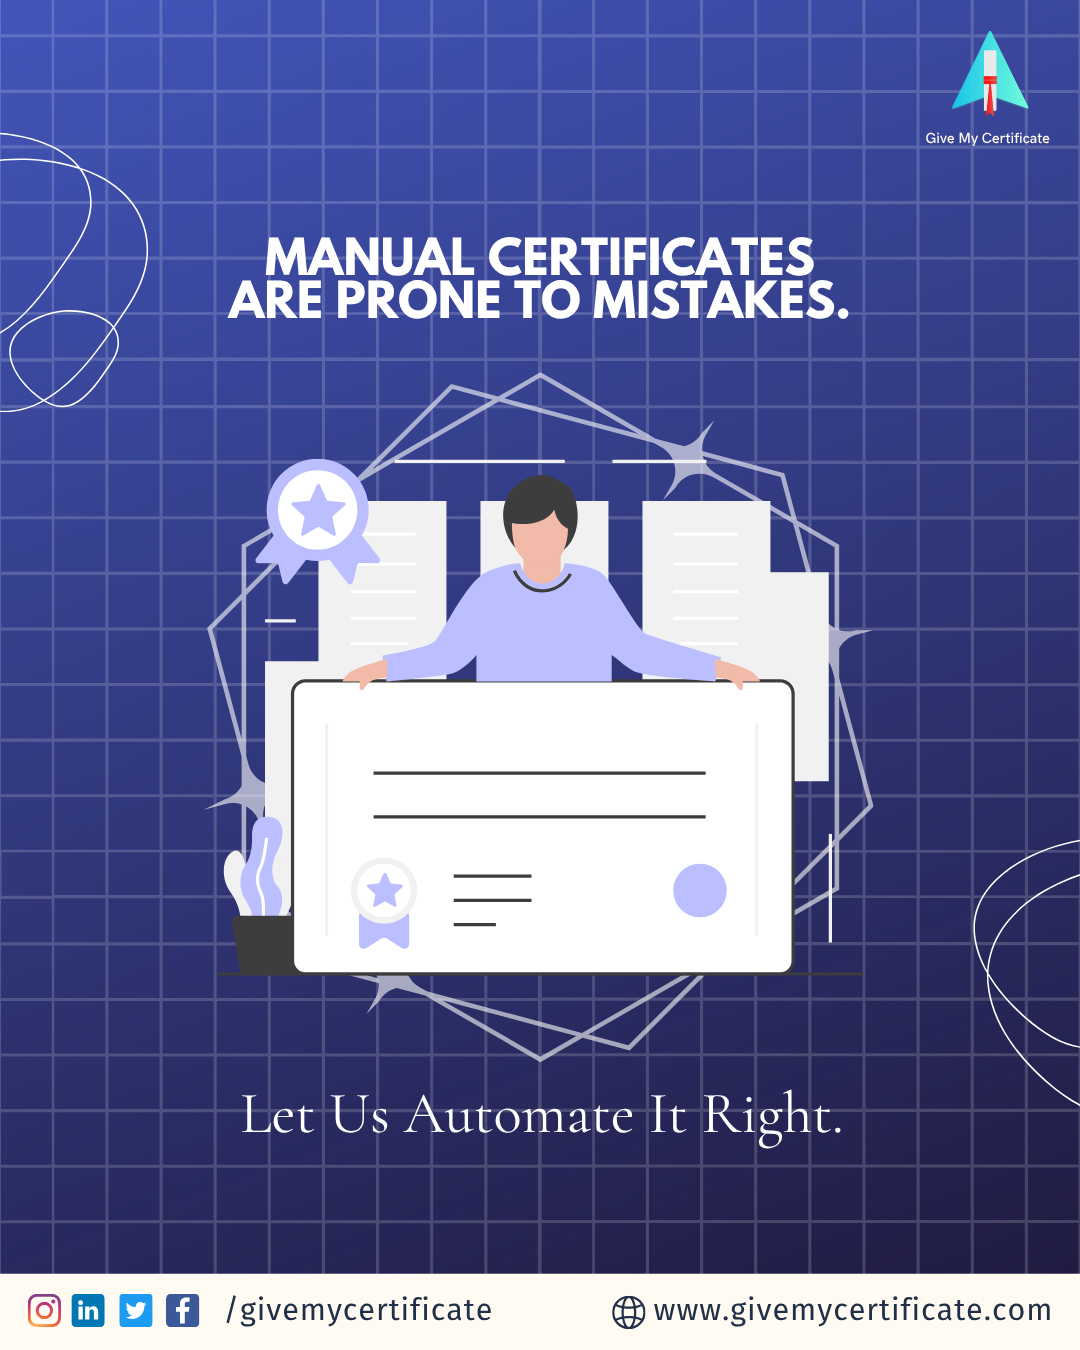 Give My Certificate
MANUAL CERTIFICATES
ARE PRONE TO MISTAKES.
Let Us Automate It Right.
/givemycertificate
www.givemycertificate.com